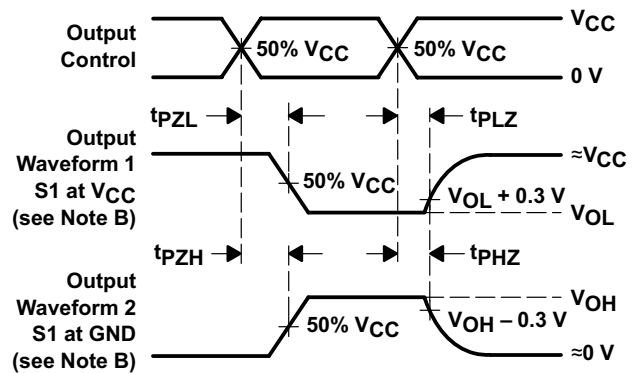 Output
Control
50% VCC
50% VCC
VCC
0 V
tPZL
tPLZ
Output
Waveform 1
S1 at VCC
(see Note B)
50% VCC
≈VCC
VOL + 0.3 V
VOL
tPZH
tPHZ
Output
Waveform 2
S1 at GND
(see Note B)
50% VCC
VOH
VOH – 0.3 V
≈0 V